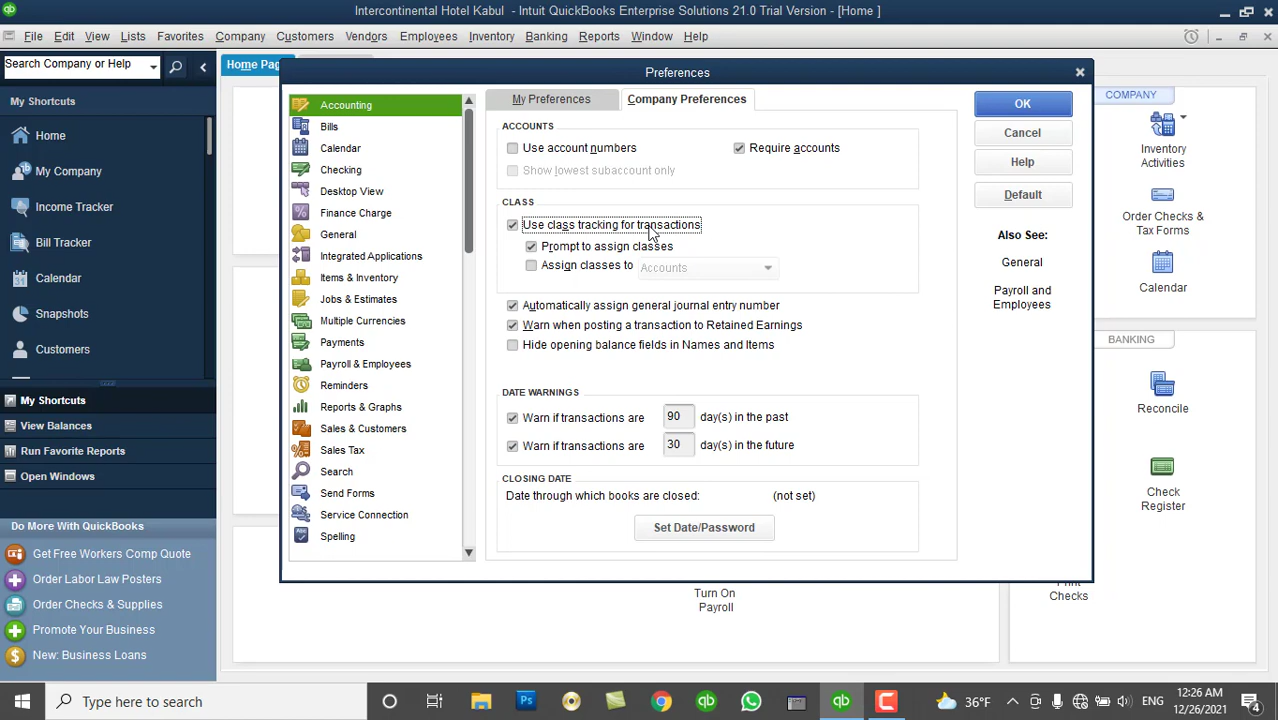 Intercontinental Hotel Kabul - Intuit QuickBooks Enterprise Solutions 21.0 Trial Version - [Home ]
File Edit View Lists Favorites Company Customers Vendors Employees Inventory Banking Reports Window Help
Search Company or Help
My Shortcuts
Home
My Company
Income Tracker
Bill Tracker
Calendar
Snapshots
Customers
My Shortcuts
View Balances
Run Favorite Reports
Open Windows
Do More With QuickBooks
Get Free Workers Comp Quote
Order Labor Law Posters
Order Checks & Supplies
Promote Your Business
New: Business Loans
Home Pag
Preferences
Accounting
Bills
Calendar
Checking
Desktop View
Finance Charge
General
Integrated Applications
Items & Inventory
Jobs & Estimates
Multiple Currencies
Payments
Payroll & Employees
Reminders
Reports & Graphs
Sales & Customers
Sales Tax
Search
Send Forms
Service Connection
Spelling
My Preferences
Company Preferences
ACCOUNTS
Use account numbers
Require accounts
Show lowest subaccount only
CLASS
Use class tracking for transactions
Prompt to assign classes
Assign classes to Accounts
Automatically assign general journal entry number
Warn when posting a transaction to Retained Earnings
Hide opening balance fields in Names and Items
DATE WARNINGS
Warn if transactions are 90 day(s) in the past
Warn if transactions are 30 day(s) in the future
CLOSING DATE
Date through which books are closed: (not set)
Set Date/Password
OK
Cancel
Help
Default
Also See:
General
Payroll and
Employees
COMPANY
Inventory
Activities
Order Checks &
Tax Forms
Calendar
BANKING
Reconcile
Check
Register
Print
Checks
Turn On
Payroll
Type here to search
36°F
ENG
12:26 AM
12/26/2021
4